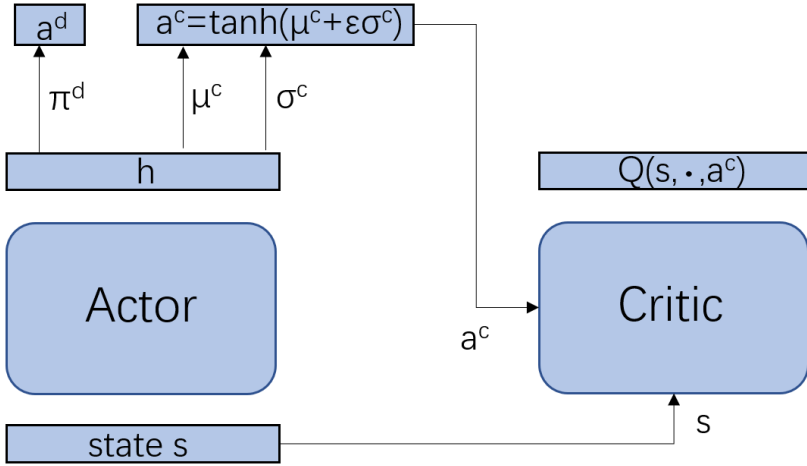 a^d
a^c=tanh(μ^c+εσ^c)
π^d
μ^c
σ^c
h
Q(s,·,a^c)
Actor
Critic
a^c
s
state s